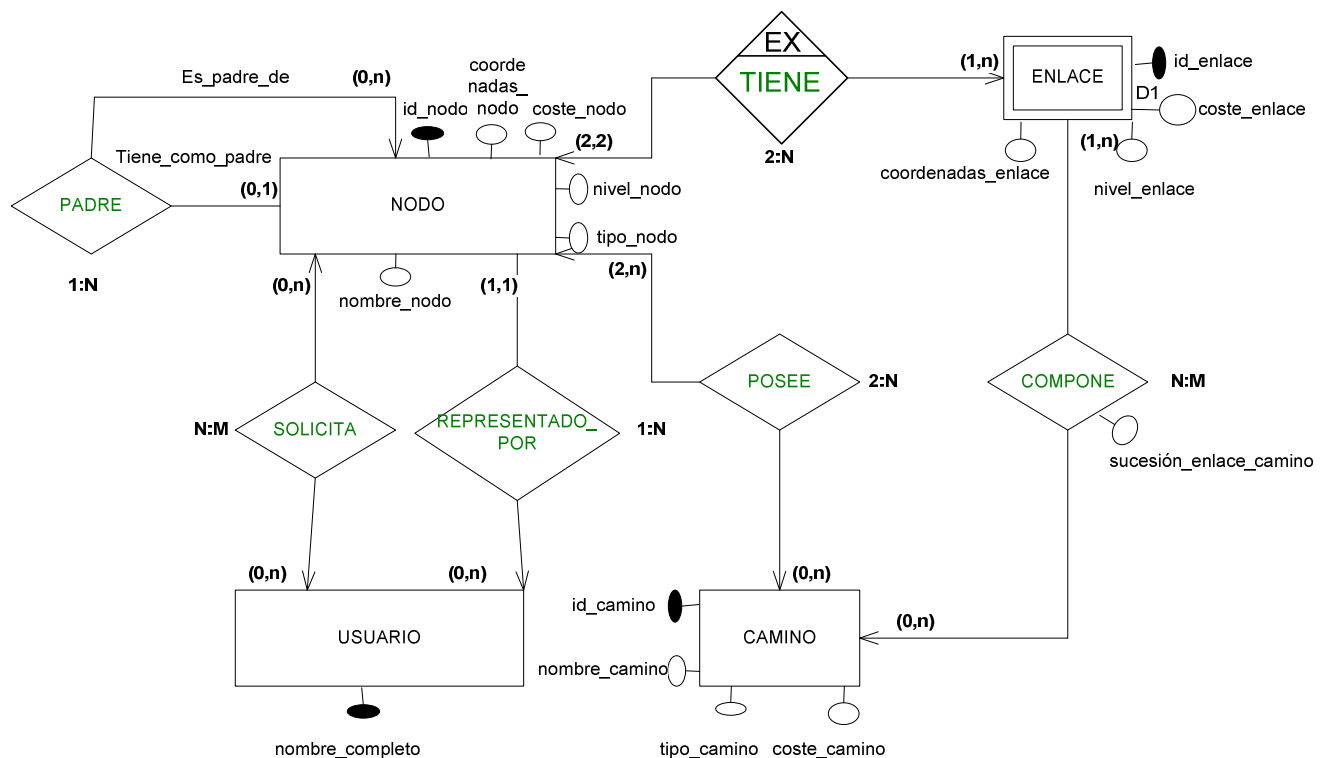 EX
TIENE
2:N
Es_padre_de
(0,n)
coorde
nadas_
nodo
id_nodo
coste_nodo
(1,n)
ENLACE
id_enlace
D1
coste_enlace
Tiene_como_padre
(0,1)
(2,2)
(1,n)
coordenadas_enlace
nivel_enlace
PADRE
1:N
NODO
nivel_nodo
tipo_nodo
(0,n)
nombre_nodo
(1,1)
(2,n)
N:M
SOLICITA
REPRESENTADO_
POR
1:N
POSEE
2:N
COMPONE
N:M
sucesión_enlace_camino
(0,n)
(0,n)
(0,n)
(0,n)
USUARIO
nombre_completo
id_camino
nombre_camino
CAMINO
tipo_camino
coste_camino